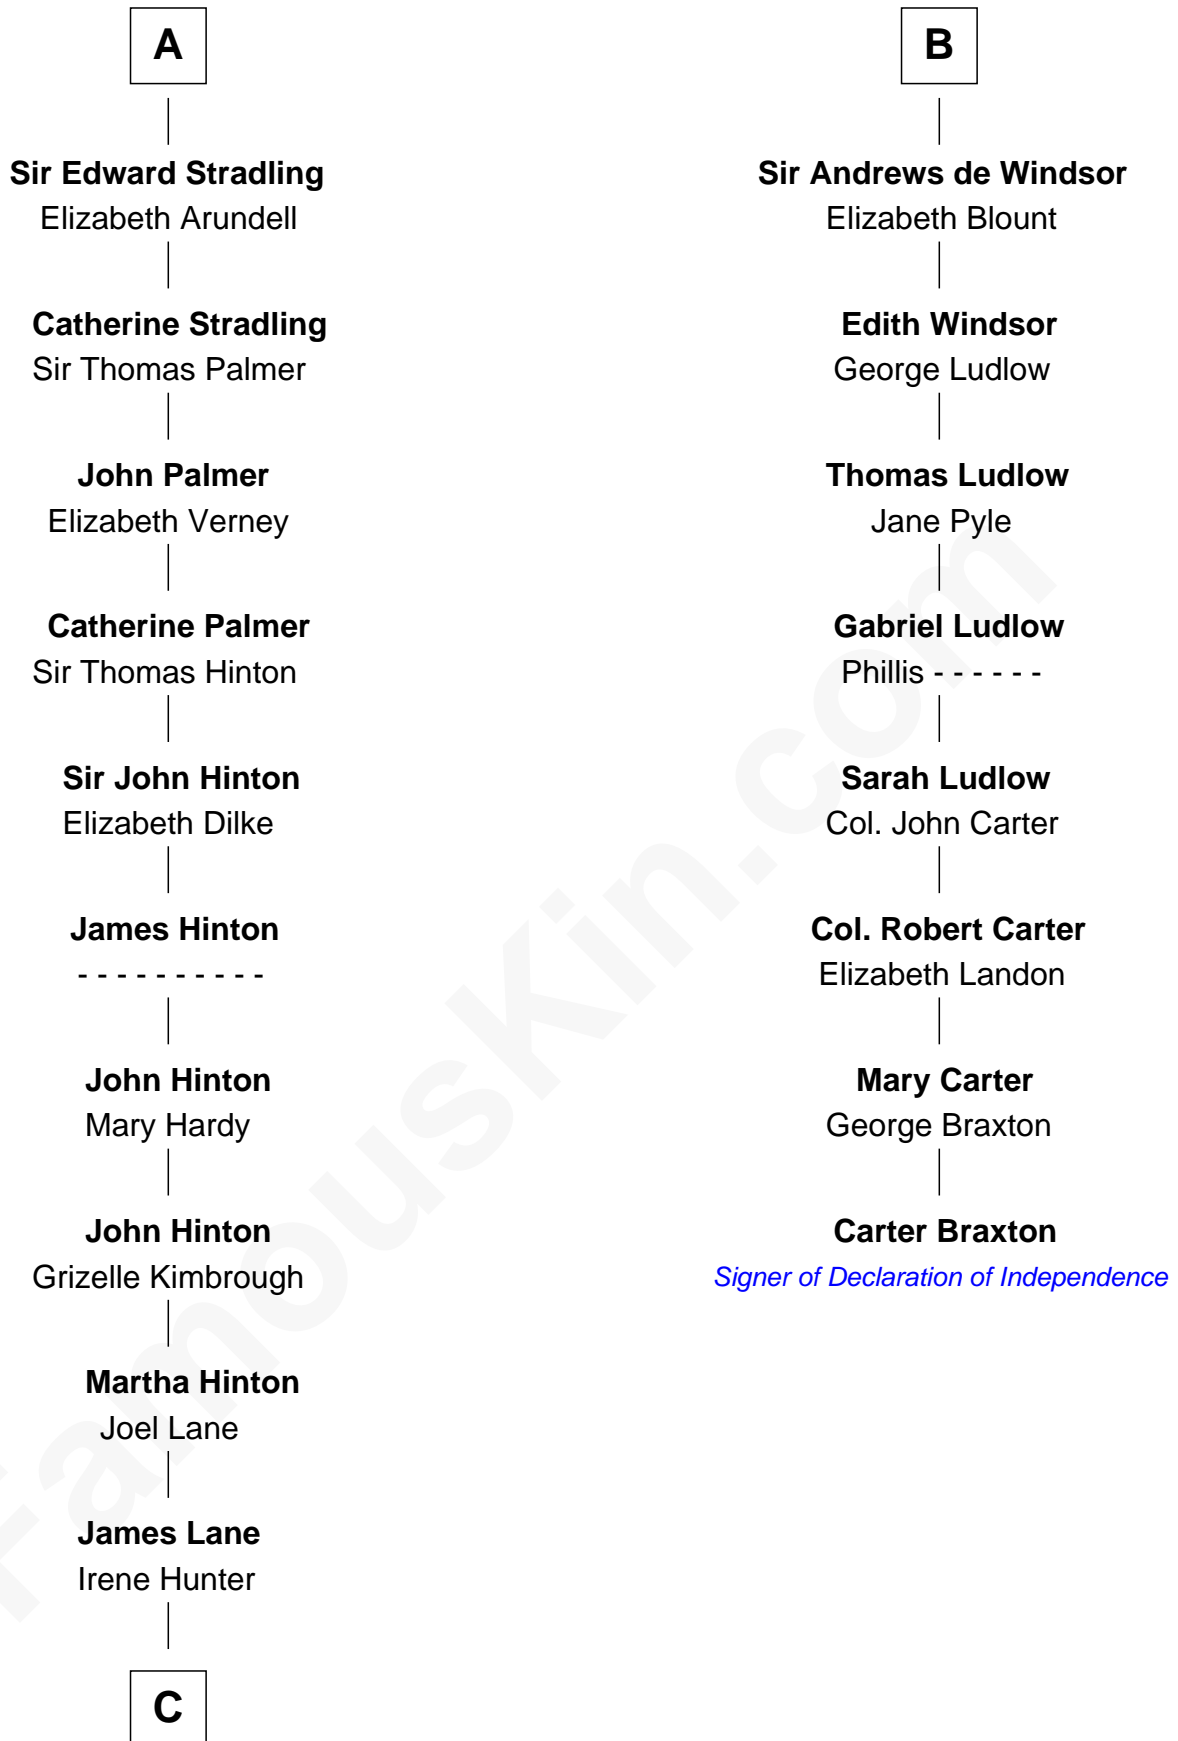 A
Sir Edward Stradling
Elizabeth Arundell
Catherine Stradling
Sir Thomas Palmer
John Palmer
Elizabeth Verney
Catherine Palmer
Sir Thomas Hinton
Sir John Hinton
Elizabeth Dilke
James Hinton
- - - - - - - - - -
John Hinton
Mary Hardy
John Hinton
Grizelle Kimbrough
Martha Hinton
Joel Lane
James Lane
Irene Hunter
C
B
Sir Andrews de Windsor
Elizabeth Blount
Edith Windsor
George Ludlow
Thomas Ludlow
Jane Pyle
Gabriel Ludlow
Phillis - - - - - -
Sarah Ludlow
Col. John Carter
Col. Robert Carter
Elizabeth Landon
Mary Carter
George Braxton
Carter Braxton
Signer of Declaration of Independence
FamousKin.com